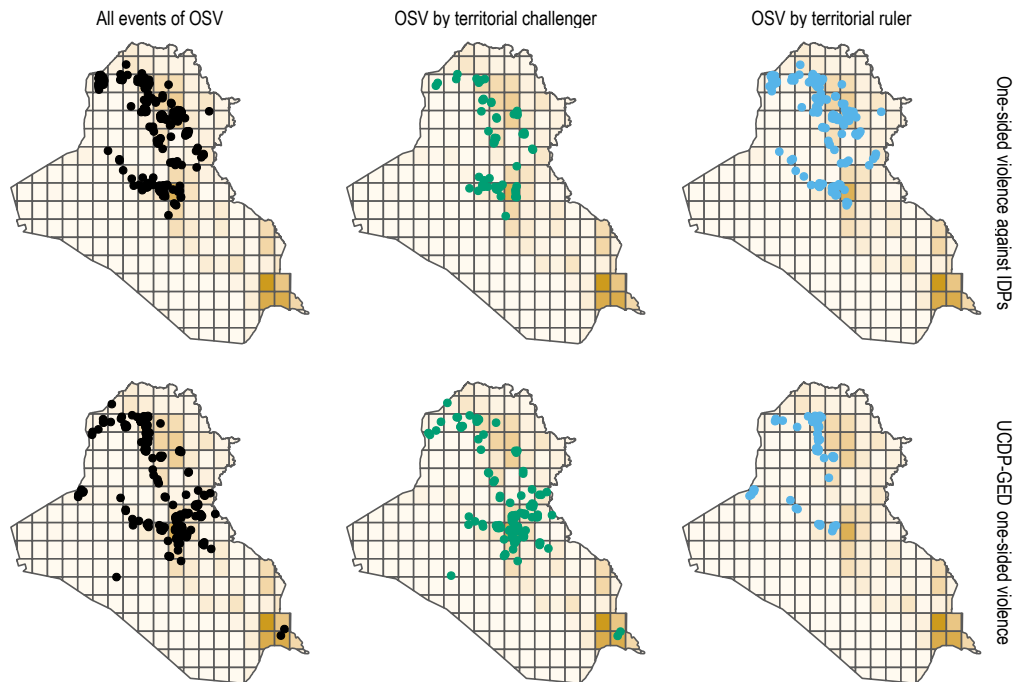 All events of OSV
OSV by territorial challenger
OSV by territorial ruler
One-sided violence against IDPs
UCDP-GED one-sided violence